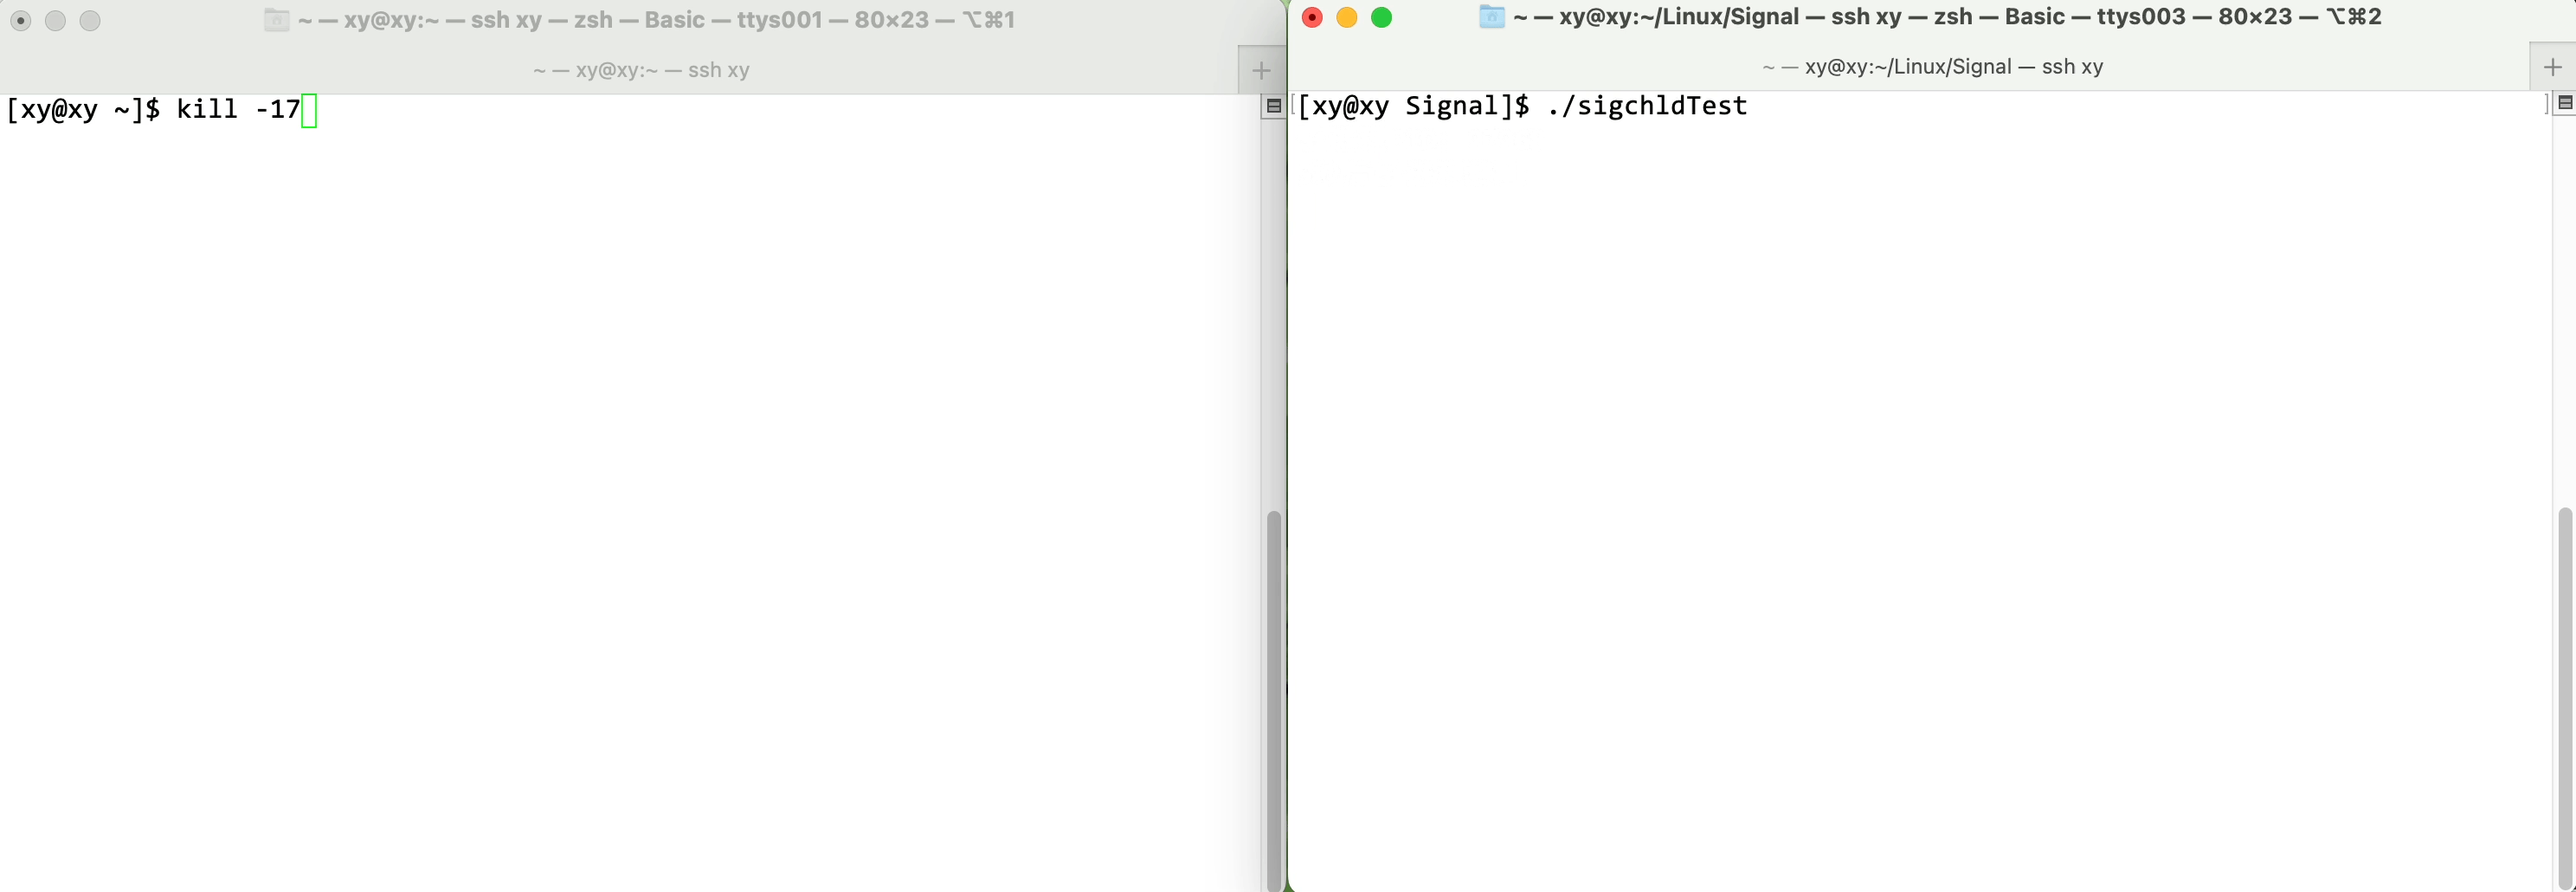 ~ — xy@xy:~ — ssh xy — zsh — Basic — ttys001 — 80×23 — ⌥⌘1
~ — xy@xy:~ — ssh xy
[xy@xy ~]$ kill -17
~ — xy@xy:~/Linux/Signal — ssh xy — zsh — Basic — ttys003 — 80×23 — ⌥⌘2
~ — xy@xy:~/Linux/Signal — ssh xy
[[xy@xy Signal]$ ./sigchldTest ]